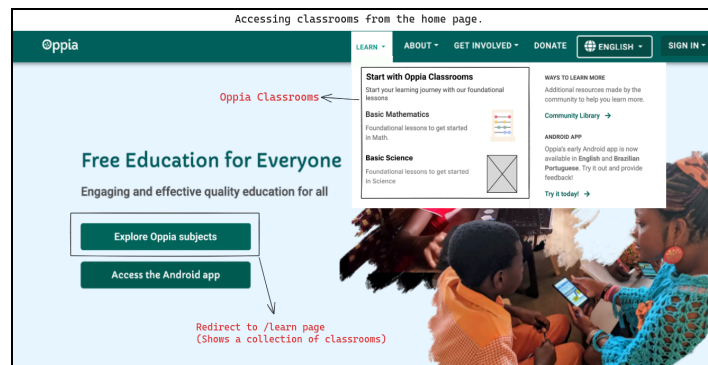 Accessing classrooms from the home page.
Oppia
LEARN
ABOUT
GET INVOLVED
DONATE
ENGLISH
SIGN IN
Start with Oppia Classrooms
Start your learning journey with our foundational
lessons
Basic Mathematics
Foundational lessons to get started
in Math.
Basic Science
Foundational lessons to get started
in Science
WAYS TO LEARN MORE
Additional resources made by the
community to help you learn more.
Community Library →
ANDROID APP
Oppia's early Android app is now
available in English and Brazilian
Portuguese. Try it out and provide
feedback!
Try it today! →
Oppia Classrooms
Free Education for Everyone
Engaging and effective quality education for all
Explore Oppia subjects
Access the Android app
Redirect to /learn page
(Shows a collection of classrooms)